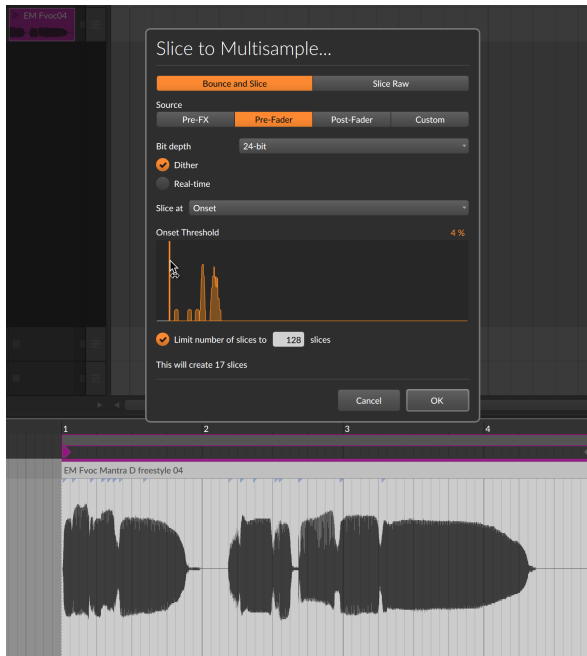 EM Fvoc04
Slice to Multisample...
Bounce and Slice Slice Raw
Source
Pre-FX Pre-Fader Post-Fader Custom
Bit depth 24-bit
Dither
Real-time
Slice at Onset
Onset Threshold 4 %
Limit number of slices to 128 slices
This will create 17 slices
Cancel OK
1 2 3 4
EM Fvoc Mantra D freestyle 04